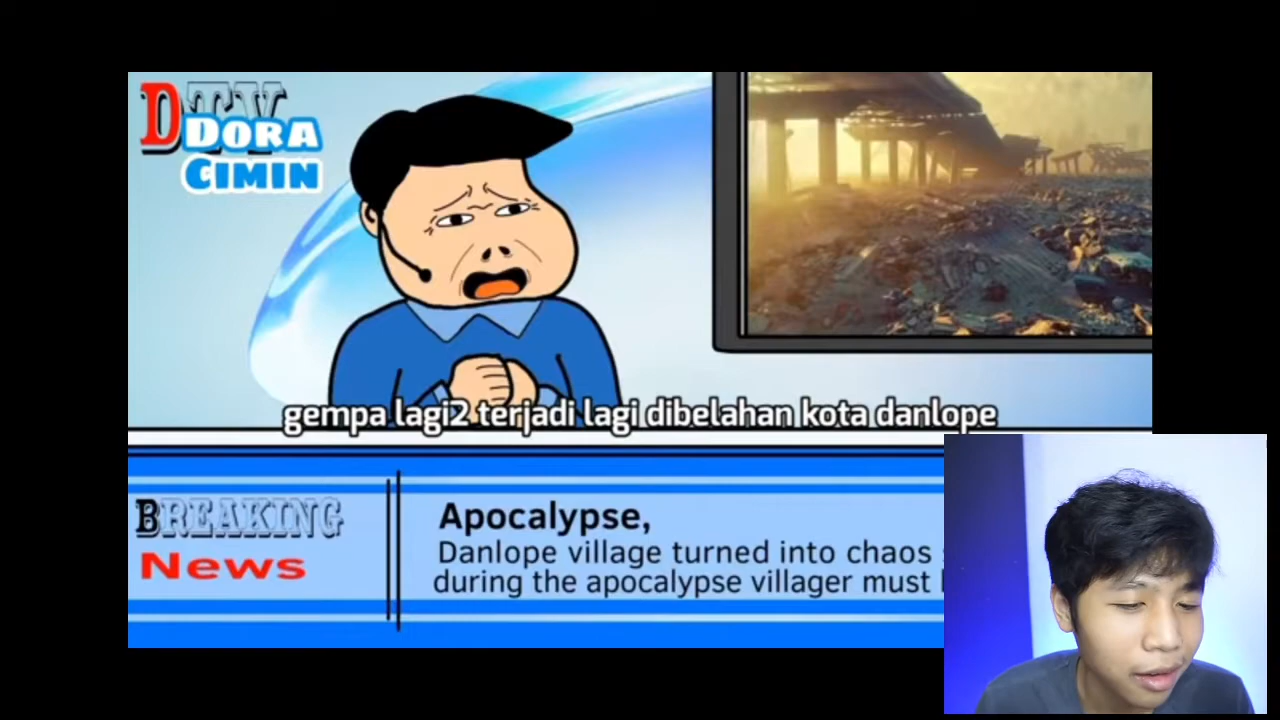 DTV
DORA
CIMIN
gempa lagi2 terjadi lagi dibelahan kota danlope
BREAKING
News
Apocalypse,
Danlope village turned into chaos
during the apocalypse villager must